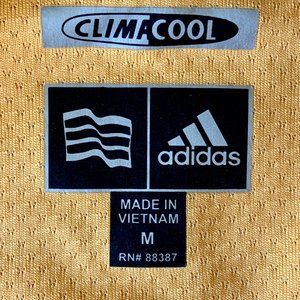 CLIMACOOL
adidas
MADE IN
VIETNAM
M
RN# 88387